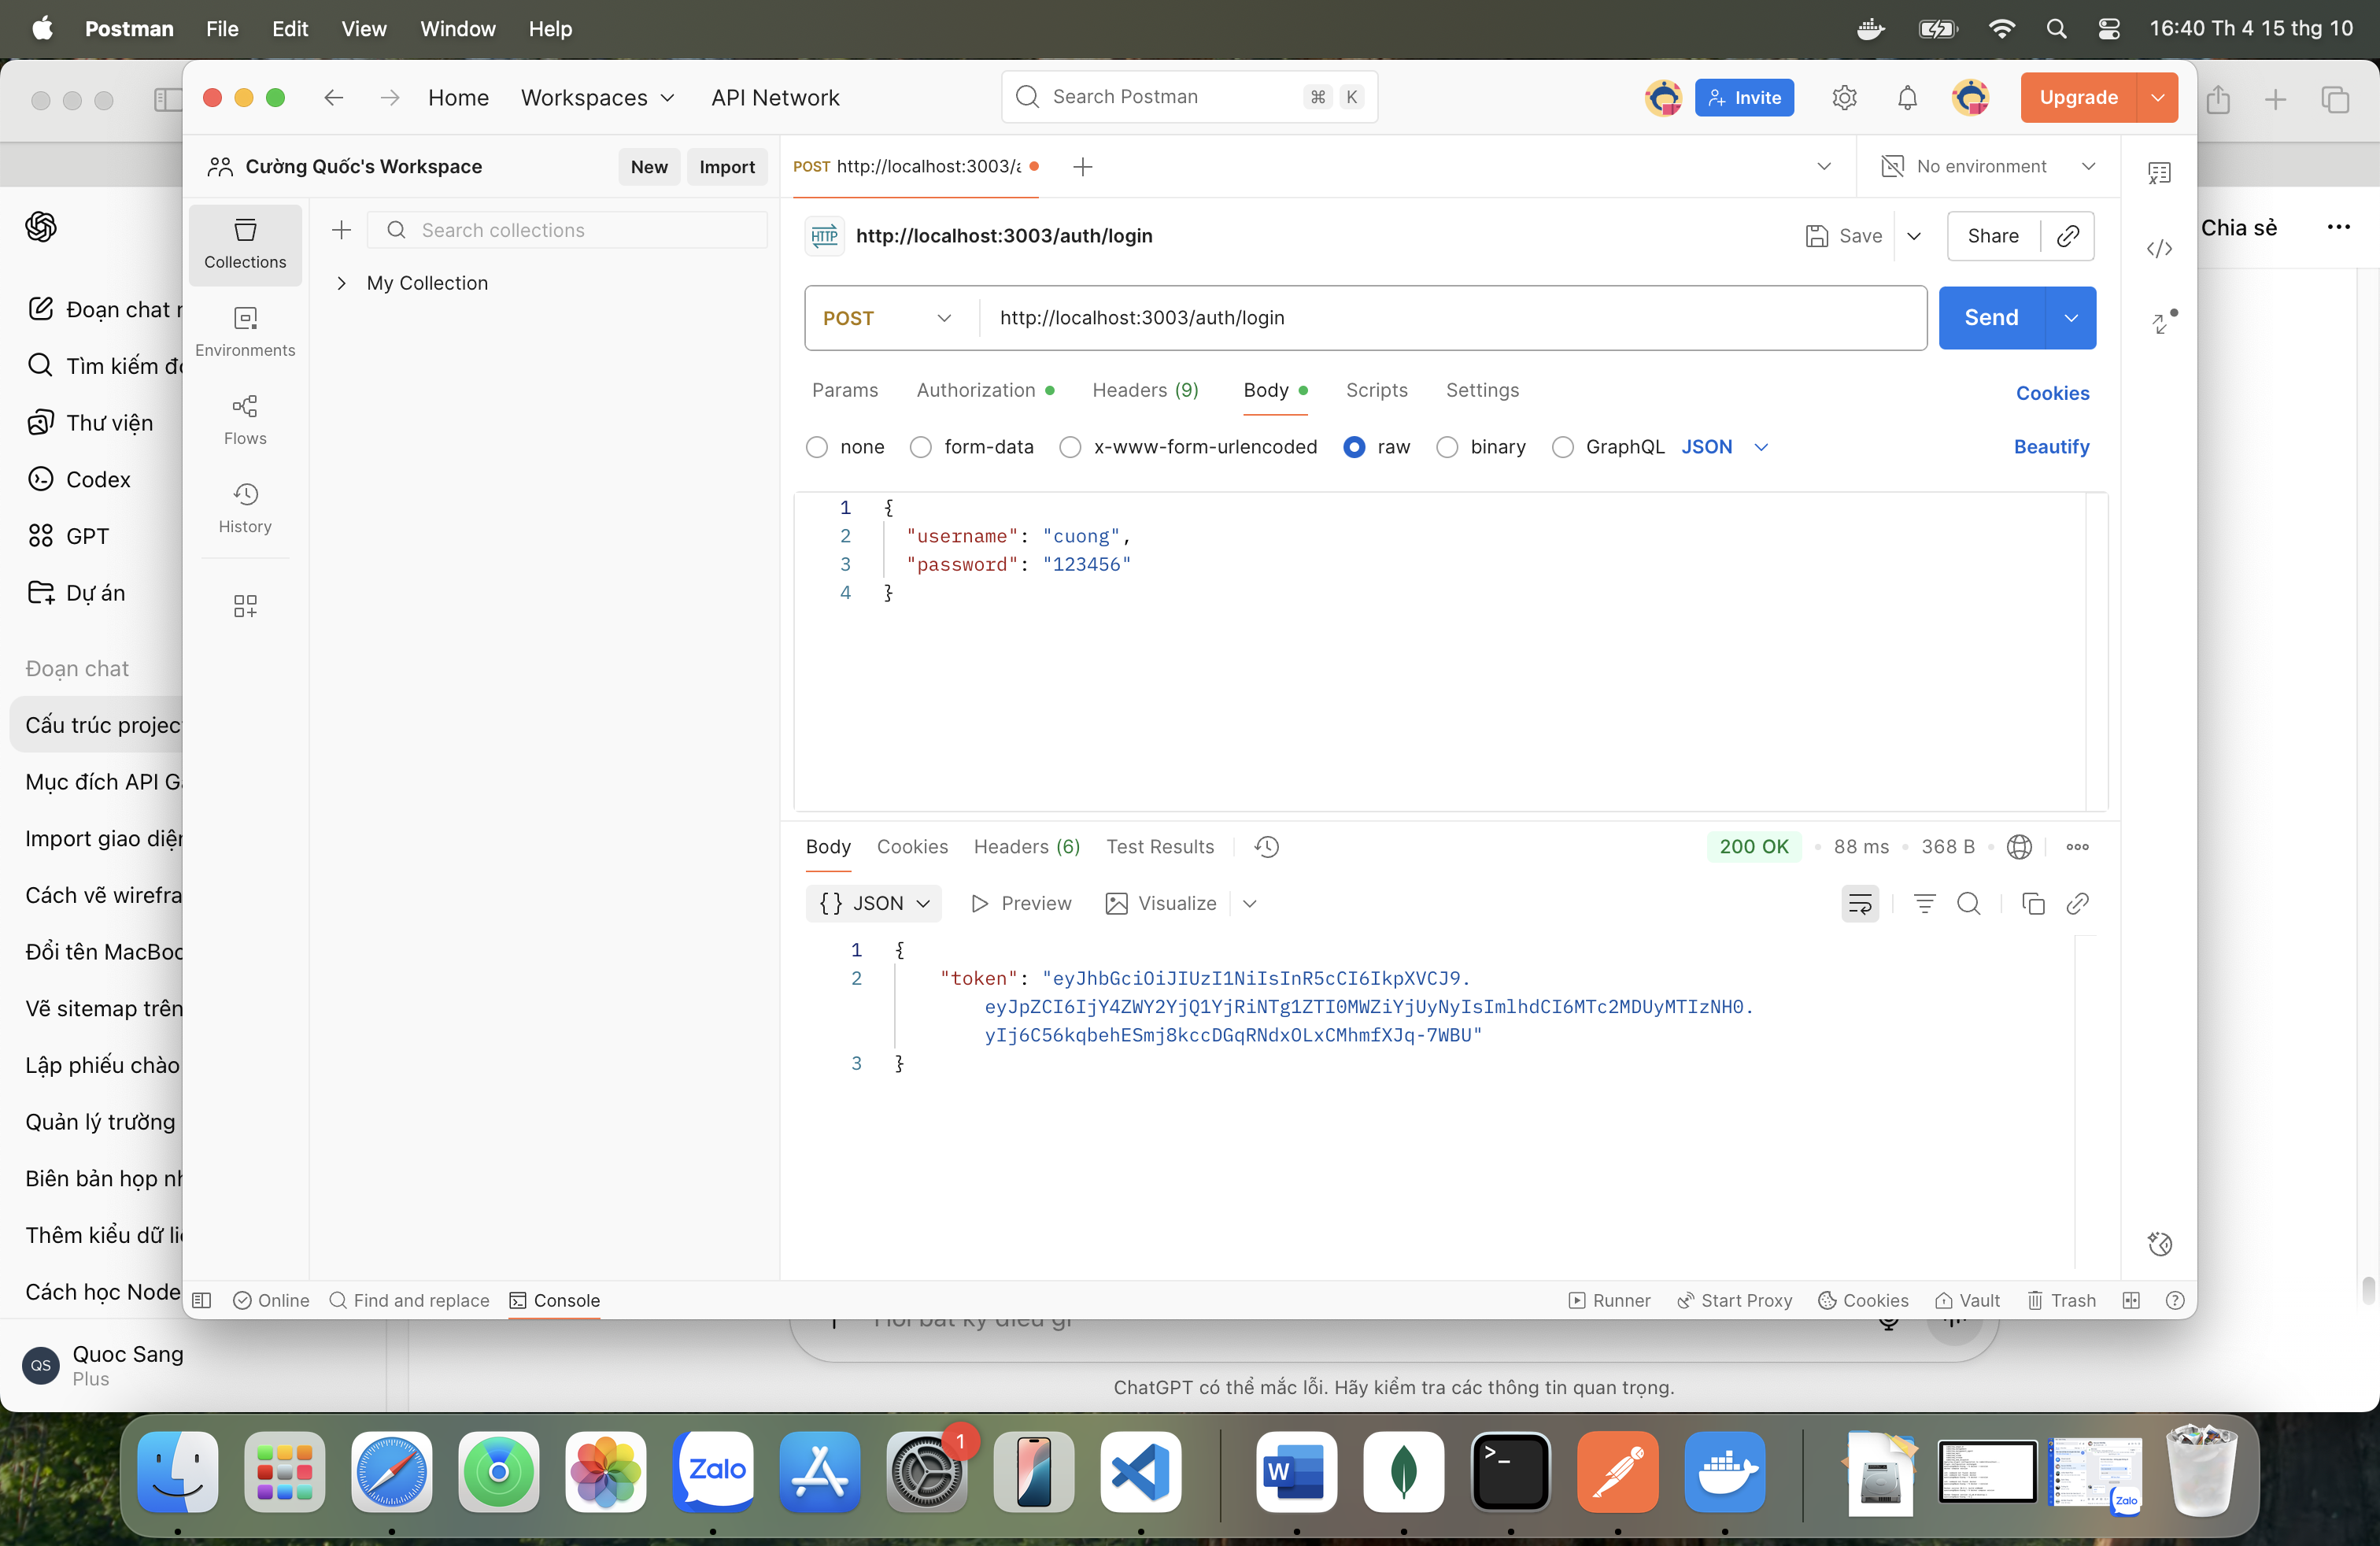 Postman File Edit View Window Help
16:40 Th 4 15 thg 10
Home Workspaces API Network
Search Postman ⌘ K
Invite
Upgrade
Cường Quốc's Workspace
New Import
POST http://localhost:3003/a
No environment
Collections
Environments
Flows
History
Search collections
My Collection
HTTP http://localhost:3003/auth/login
Save
Share
POST http://localhost:3003/auth/login
Send
Params Authorization Headers (9) Body Scripts Settings
Cookies
none form-data x-www-form-urlencoded raw binary GraphQL JSON
Beautify
1 {
2 "username": "cuong",
3 "password": "123456"
4 }
Body Cookies Headers (6) Test Results
200 OK 88 ms 368 B
{} JSON Preview Visualize
1 {
2 "token": "eyJhbGciOiJIUzI1NiIsInR5cCI6IkpXVCJ9.
eyJpZCI6IjY4ZWY2YjQ1YjRiNTg1ZTI0MWZiYjUyNyIsImlhdCI6MTc2MDUyMTIzNH0.
yIj6C56kqbehESmj8kccDGqRNdxOLxCMhmfXJq-7WBU"
3 }
Online Find and replace Console
Runner Start Proxy Cookies Vault Trash
Đoạn chat
Tìm kiếm
Thư viện
Codex
GPT
Dự án
Đoạn chat
Cấu trúc project
Mục đích API
Import giao diện
Cách vẽ
Đổi tên
Vẽ sitemap trên
Lập phiếu chào
Quản lý trường
Biên bản họp
Thêm kiểu dữ
Cách học Node
QS Quoc Sang
Plus
Chia sẻ
Hỏi bất kỳ điều gì
ChatGPT có thể mắc lỗi. Hãy kiểm tra các thông tin quan trọng.
Zalo
1
W
>_
Zalo